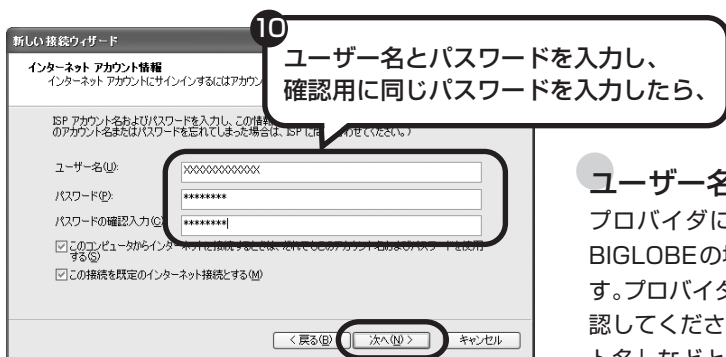 新しい接続ウィザード
⑩
ユーザー名とパスワードを入力し、
確認用に同じパスワードを入力したら、
インターネット アカウント情報
インターネット アカウントにサインインするにはアカウン
ISP アカウント名およびパスワードを入力し、この情
のアカウント名またはパスワードを忘れてしまった場合は、ISP に
わせてください。)
ユーザー名(U):
XXXXXXXXXXXX
パスワード(P):
********
パスワードの確認入力(C)
********
このコンピュータからインターネットに接続するときは、だれでもこのアカウント名およびパスワードを使用
する(S)
この接続を既定のインターネット接続とする(M)
< 戻る(B)
次へ(N) >
キャンセル
ユーザー名
プロバイダに
BIGLOBEの
す。プロバイ
認してくださ
ト名」などと